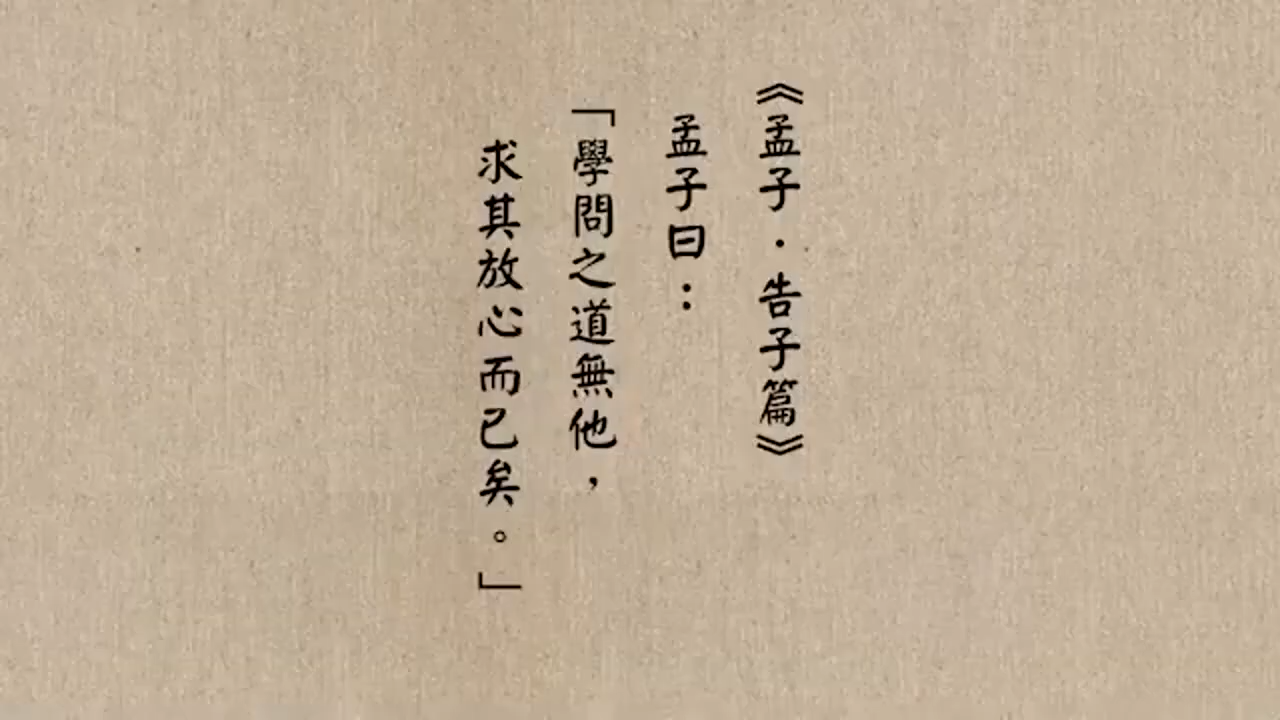 《孟子·告子篇》
孟子曰：
「學問之道無他，
求其放心而已矣。」